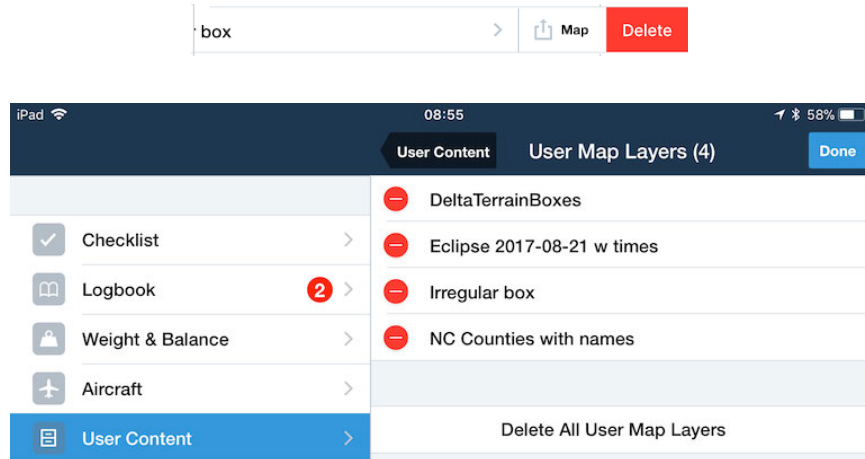 box Map Delete
iPad 08:55 58%
User Content User Map Layers (4) Done
DeltaTerrainBoxes
Checklist Eclipse 2017-08-21 w times
Logbook 2 Irregular box
Weight & Balance NC Counties with names
Aircraft
User Content Delete All User Map Layers